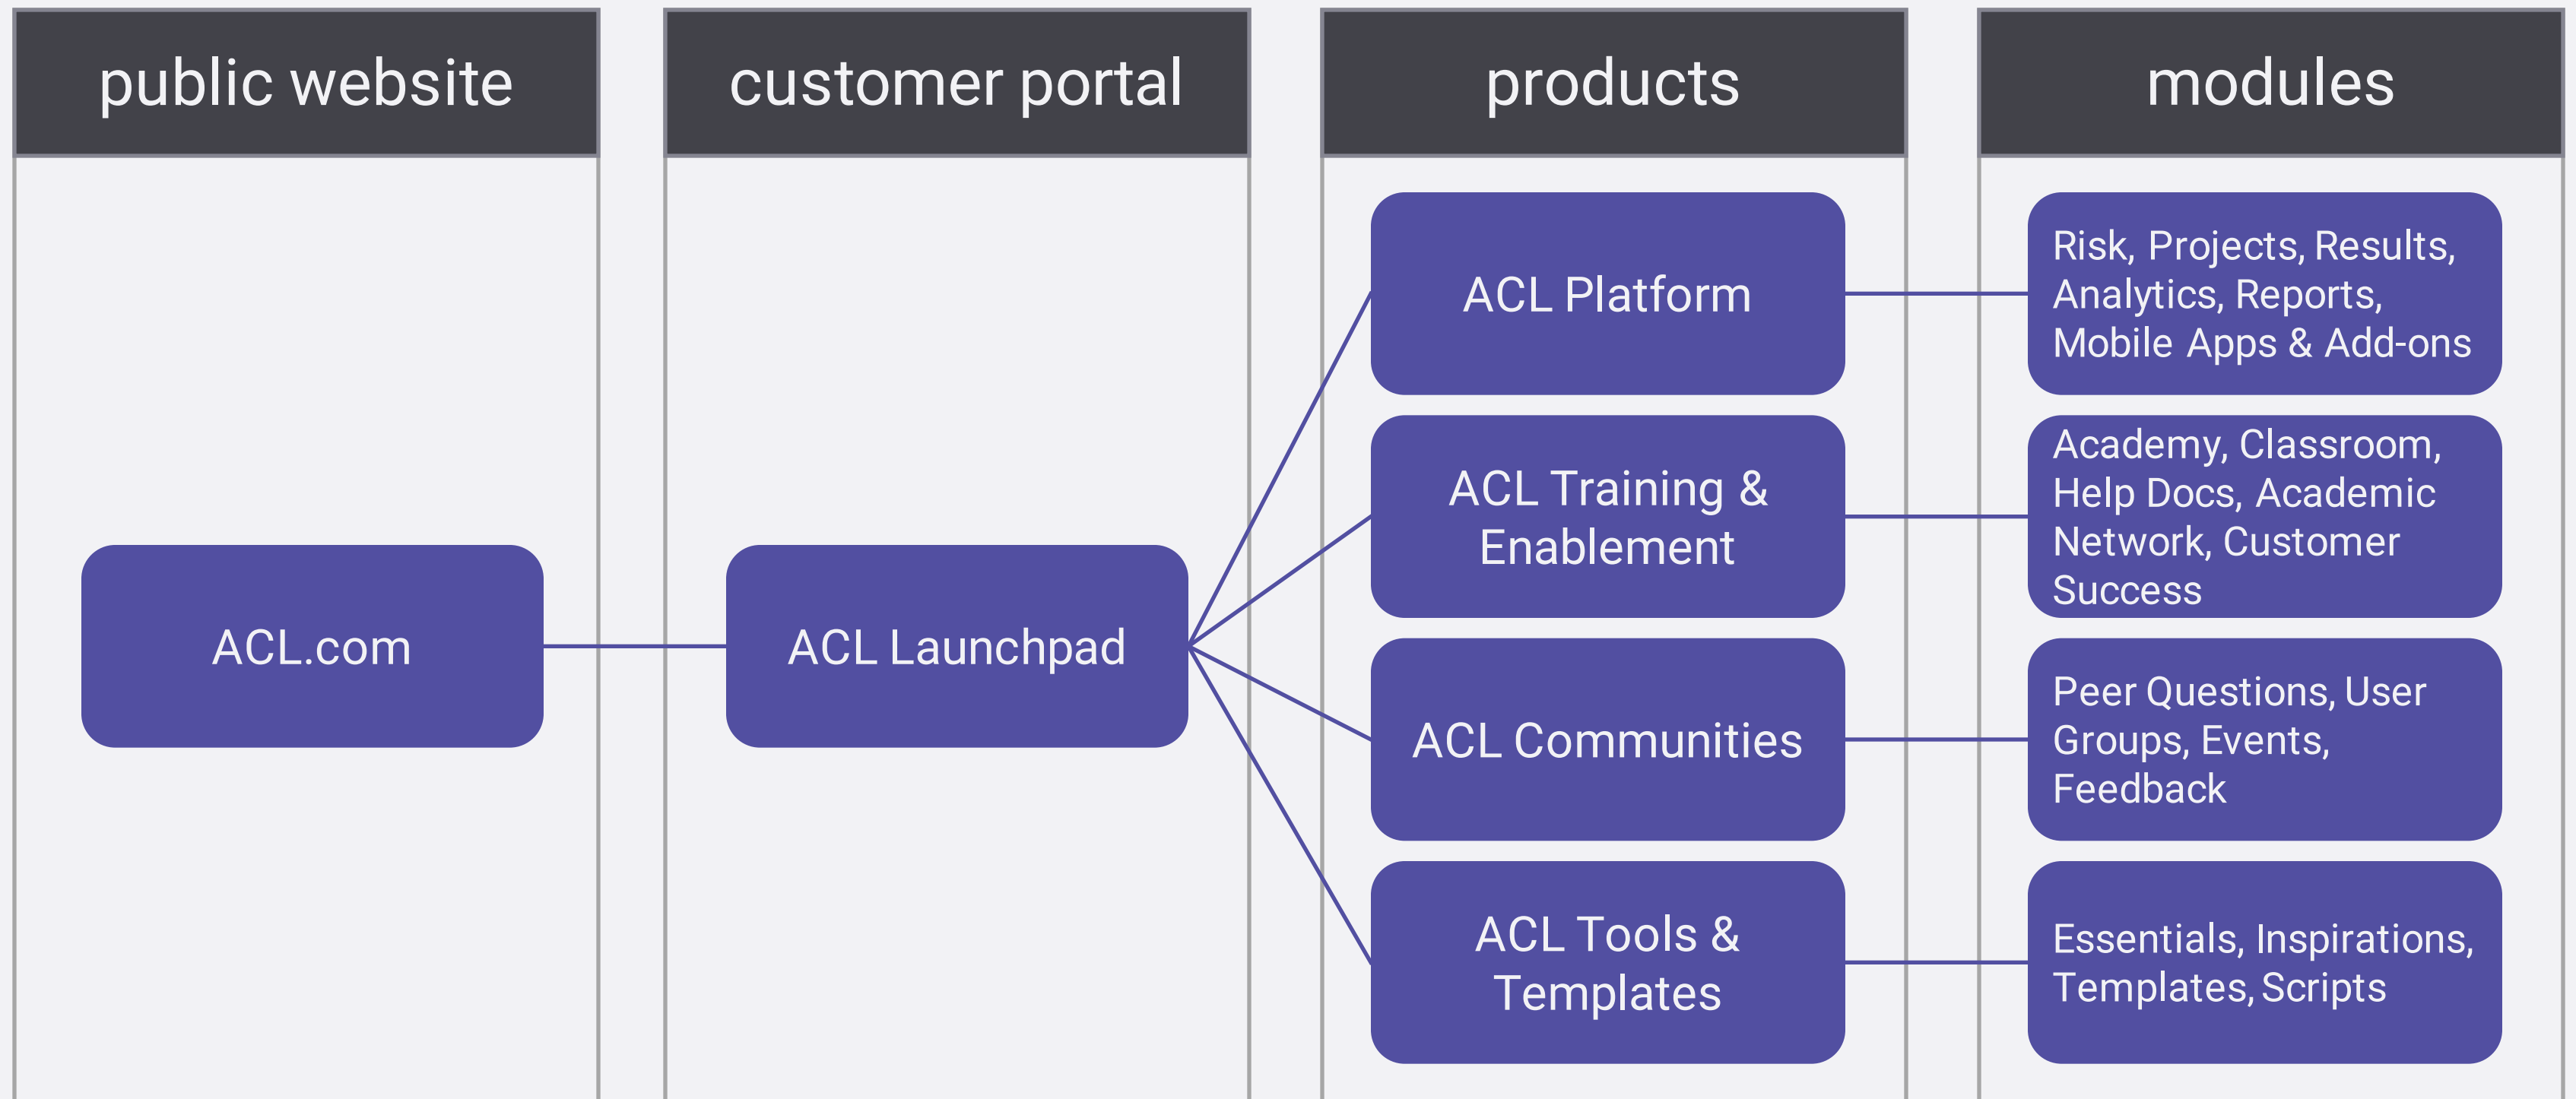 public website
customer portal
products
modules
ACL.com
ACL Launchpad
ACL Platform
ACL Training &
Enablement
ACL Communities
ACL Tools &
Templates
Risk, Projects, Results,
Analytics, Reports,
Mobile Apps & Add-ons
Academy, Classroom,
Help Docs, Academic
Network, Customer
Success
Peer Questions, User
Groups, Events,
Feedback
Essentials, Inspirations,
Templates, Scripts